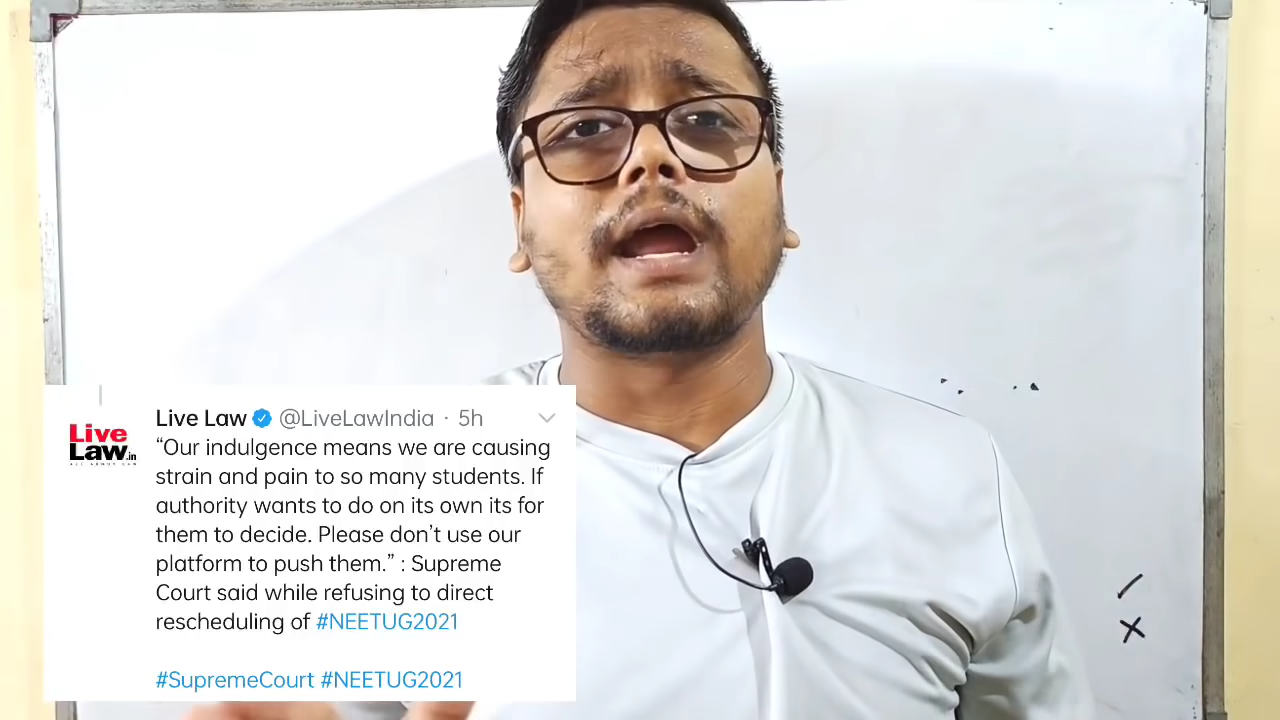 Live Law @LiveLawIndia · 5h
Live
Law.in
“Our indulgence means we are causing
strain and pain to so many students. If
authority wants to do on its own its for
them to decide. Please don’t use our
platform to push them.” : Supreme
Court said while refusing to direct
rescheduling of #NEETUG2021
#SupremeCourt #NEETUG2021